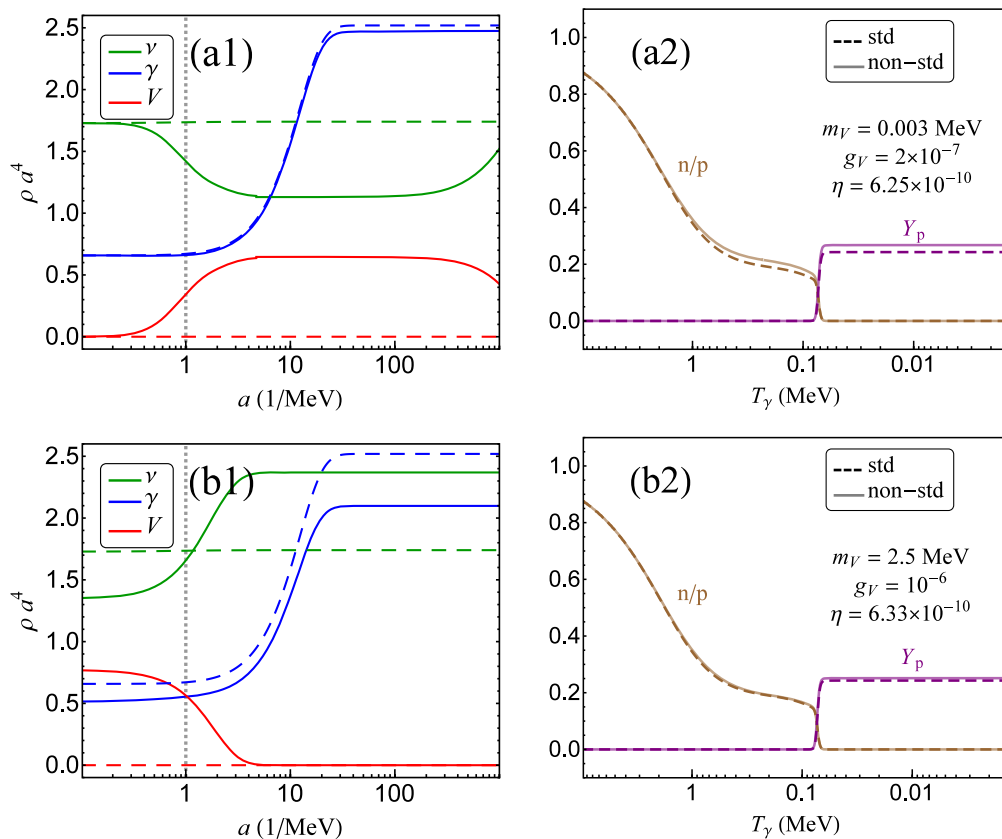 (a1)
ν
γ
V
2.5
2.0
1.5
1.0
0.5
0.0
ρ a⁴
1
10
100
a (1/MeV)
(a2)
std
non-std
m_V = 0.003 MeV
g_V = 2×10⁻⁷
η = 6.25×10⁻¹⁰
n/p
Y_p
1.0
0.8
0.6
0.4
0.2
0.0
1
0.1
0.01
T_γ (MeV)
(b1)
ν
γ
V
2.5
2.0
1.5
1.0
0.5
0.0
ρ a⁴
1
10
100
a (1/MeV)
(b2)
std
non-std
m_V = 2.5 MeV
g_V = 10⁻⁶
η = 6.33×10⁻¹⁰
n/p
Y_p
1.0
0.8
0.6
0.4
0.2
0.0
1
0.1
0.01
T_γ (MeV)